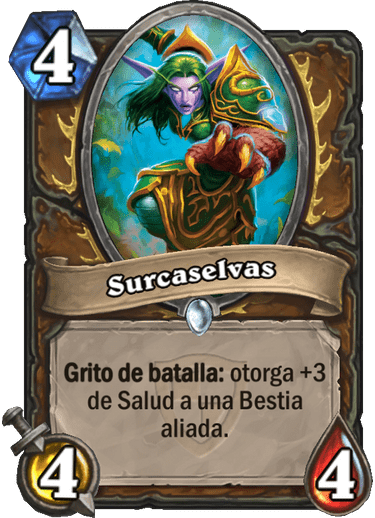 4
Surcaselvas
Grito de batalla: otorga +3
de Salud a una Bestia
aliada.
4
4